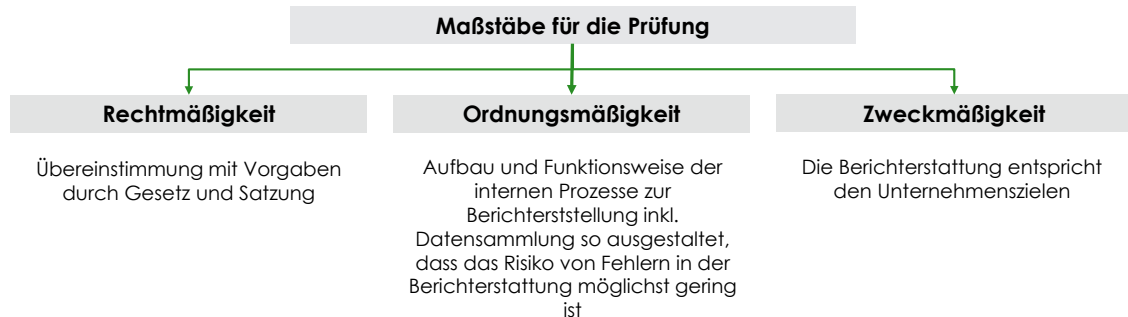 Maßstäbe für die Prüfung
Rechtmäßigkeit
Übereinstimmung mit Vorgaben
durch Gesetz und Satzung
Ordnungsmäßigkeit
Aufbau und Funktionsweise der
internen Prozesse zur
Berichterststellung inkl.
Datensammlung so ausgestaltet,
dass das Risiko von Fehlern in der
Berichterstattung möglichst gering
ist
Zweckmäßigkeit
Die Berichterstattung entspricht
den Unternehmenszielen